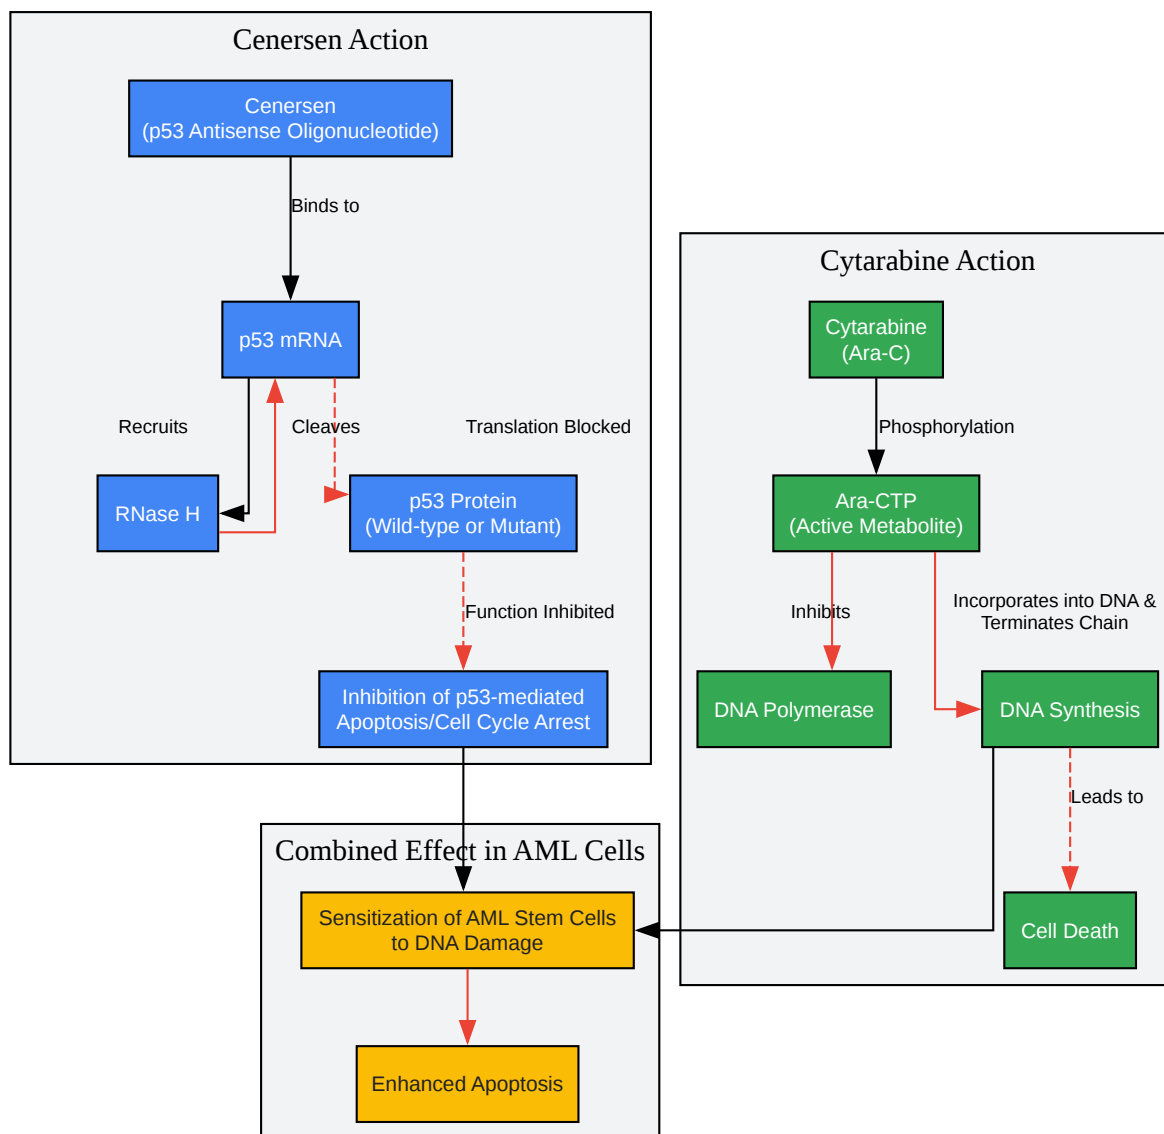 Cenersen Action
Cenersen
(p53 Antisense Oligonucleotide)
Binds to
p53 mRNA
Recruits
Cleaves
Translation Blocked
RNase H
p53 Protein
(Wild-type or Mutant)
Function Inhibited
Inhibition of p53-mediated
Apoptosis/Cell Cycle Arrest
Cytarabine Action
Cytarabine
(Ara-C)
Phosphorylation
Ara-CTP
(Active Metabolite)
Inhibits
Incorporates into DNA &
Terminates Chain
DNA Polymerase
DNA Synthesis
Leads to
Cell Death
Combined Effect in AML Cells
Sensitization of AML Stem Cells
to DNA Damage
Enhanced Apoptosis